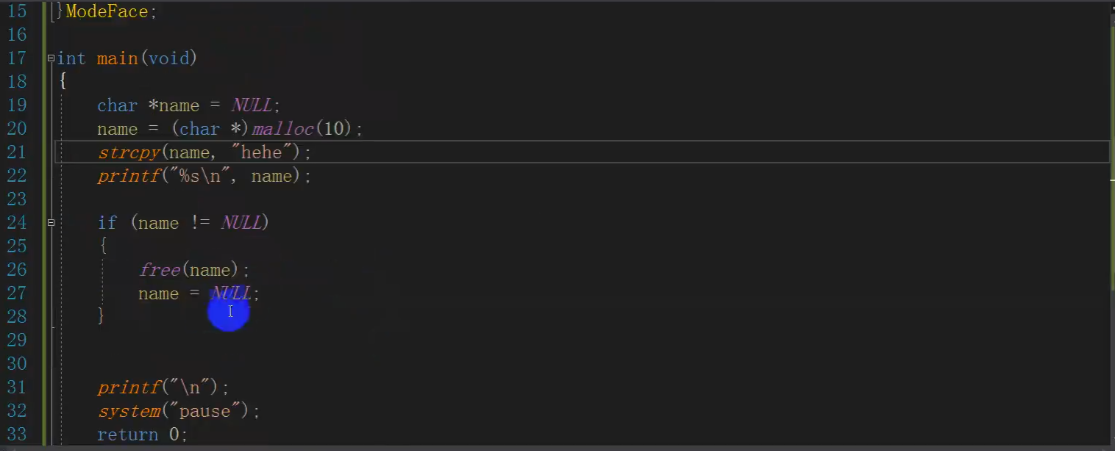 15 }ModeFace;
16
17 int main(void)
18 {
19 char *name = NULL;
20 name = (char *)malloc(10);
21 strcpy(name, "hehe");
22 printf("%s\n", name);
23
24 if (name != NULL)
25 {
26 free(name);
27 name = NULL;
28 }
29
30
31 printf("\n");
32 system("pause");
33 return 0;